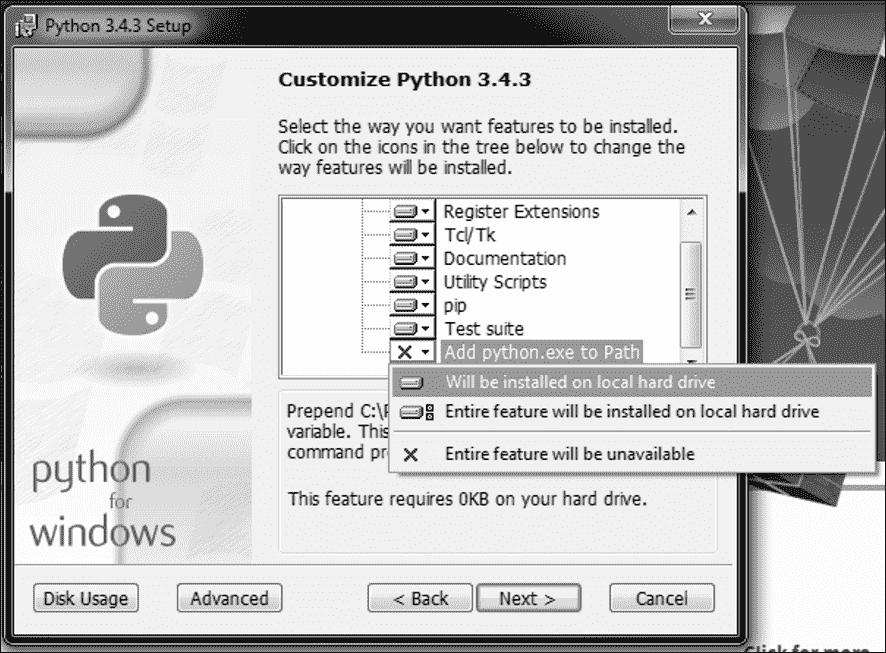 Python 3.4.3 Setup
Customize Python 3.4.3
Select the way you want features to be installed.
Click on the icons in the tree below to change the
way features will be installed.
Register Extensions
Tcl/Tk
Documentation
Utility Scripts
pip
Test suite
Add python.exe to Path
Will be installed on local hard drive
Entire feature will be installed on local hard drive
Entire feature will be unavailable
Prepend C:\
variable. This
command
This feature requires 0KB on your hard drive.
python
for
windows
Disk Usage
Advanced
< Back
Next >
Cancel
Click for more